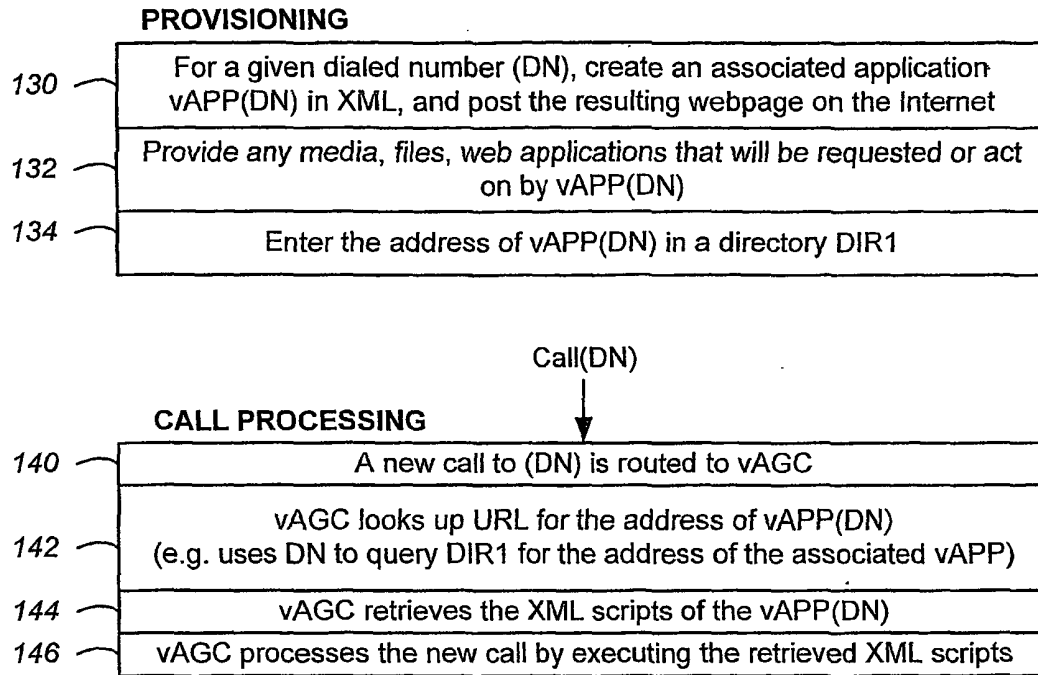 PROVISIONING
130
For a given dialed number (DN), create an associated application
vAPP(DN) in XML, and post the resulting webpage on the Internet
132
Provide any media, files, web applications that will be requested or act
on by vAPP(DN)
134
Enter the address of vAPP(DN) in a directory DIR1
Call(DN)
CALL PROCESSING
140
A new call to (DN) is routed to vAGC
142
vAGC looks up URL for the address of vAPP(DN)
(e.g. uses DN to query DIR1 for the address of the associated vAPP)
144
vAGC retrieves the XML scripts of the vAPP(DN)
146
vAGC processes the new call by executing the retrieved XML scripts